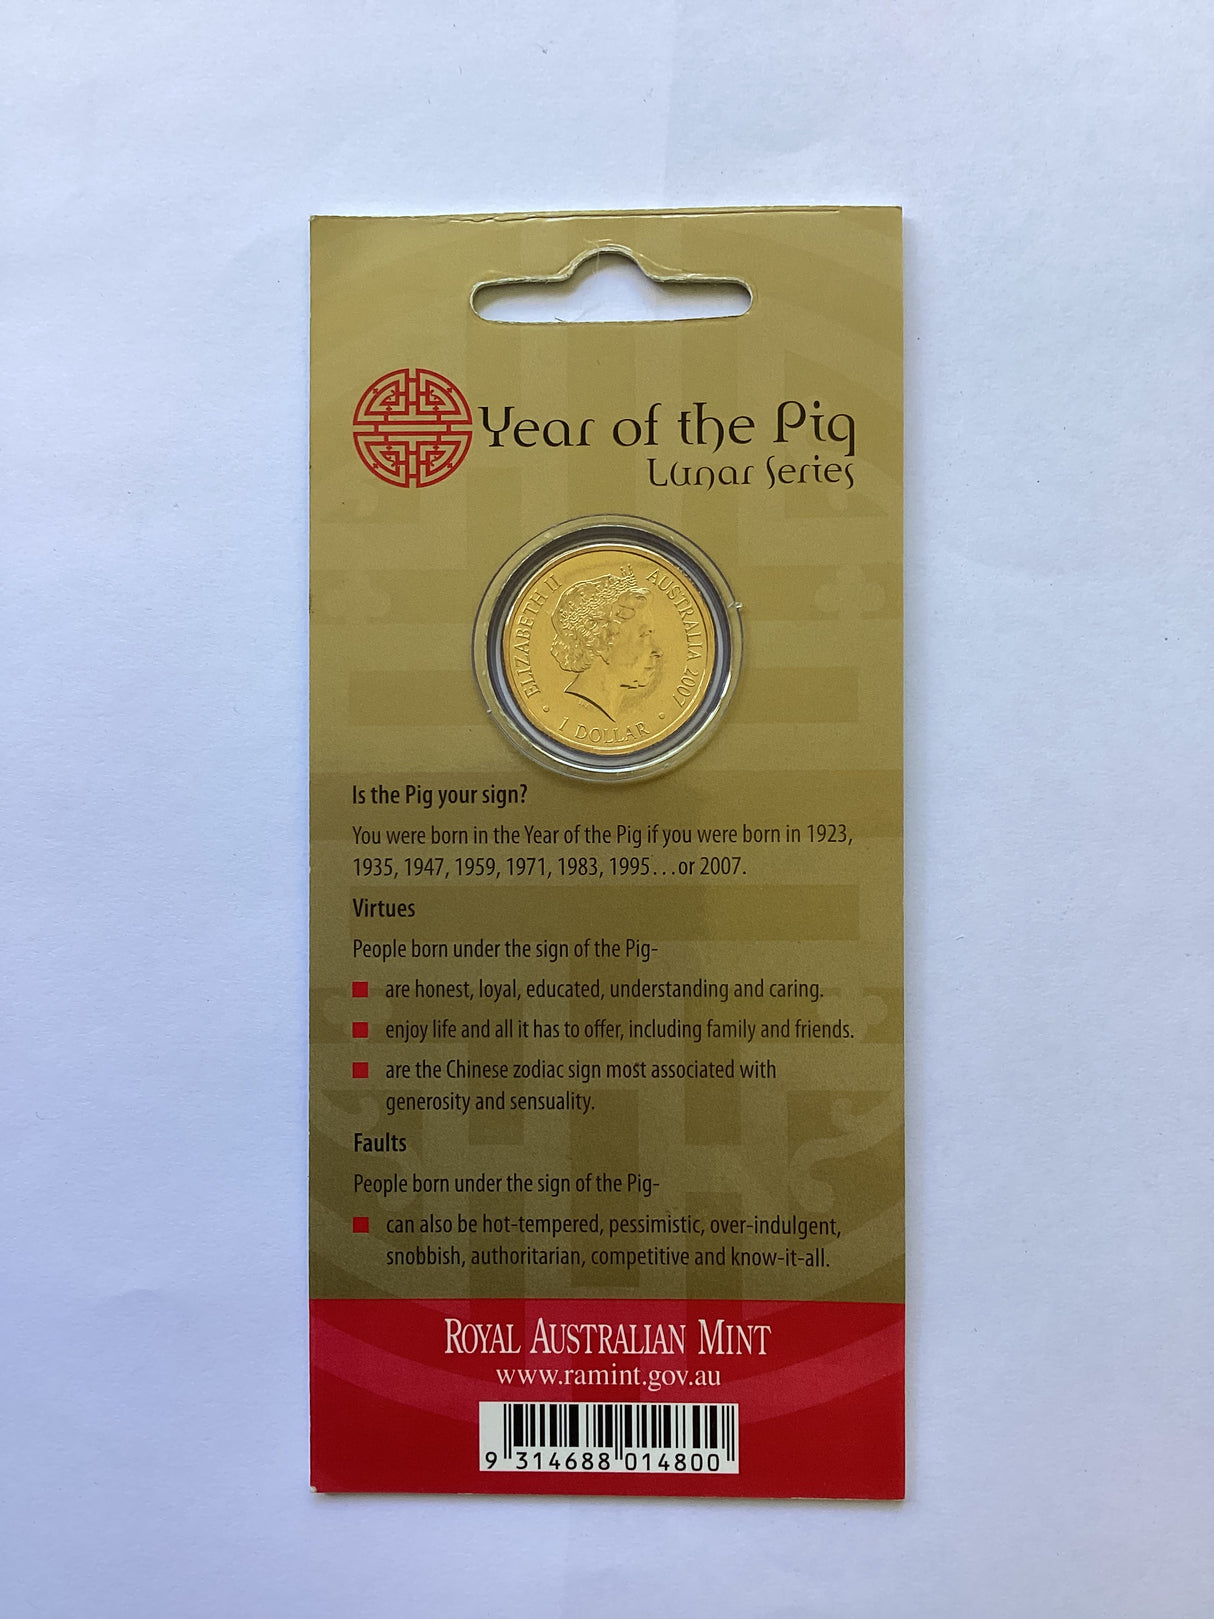 Year of the Pig
Lunar Series
ELIZABETH II
AUSTRALIA 2007
1 DOLLAR
Is the Pig your sign?
You were born in the Year of the Pig if you were born in 1923,
1935, 1947, 1959, 1971, 1983, 1995...or 2007.
Virtues
People born under the sign of the Pig-
are honest, loyal, educated, understanding and caring.
enjoy life and all it has to offer, including family and friends.
are the Chinese zodiac sign most associated with
generosity and sensuality.
Faults
People born under the sign of the Pig-
can also be hot-tempered, pessimistic, over-indulgent,
snobbish, authoritarian, competitive and know-it-all.
ROYAL AUSTRALIAN MINT
www.ramint.gov.au
9 314688 014800